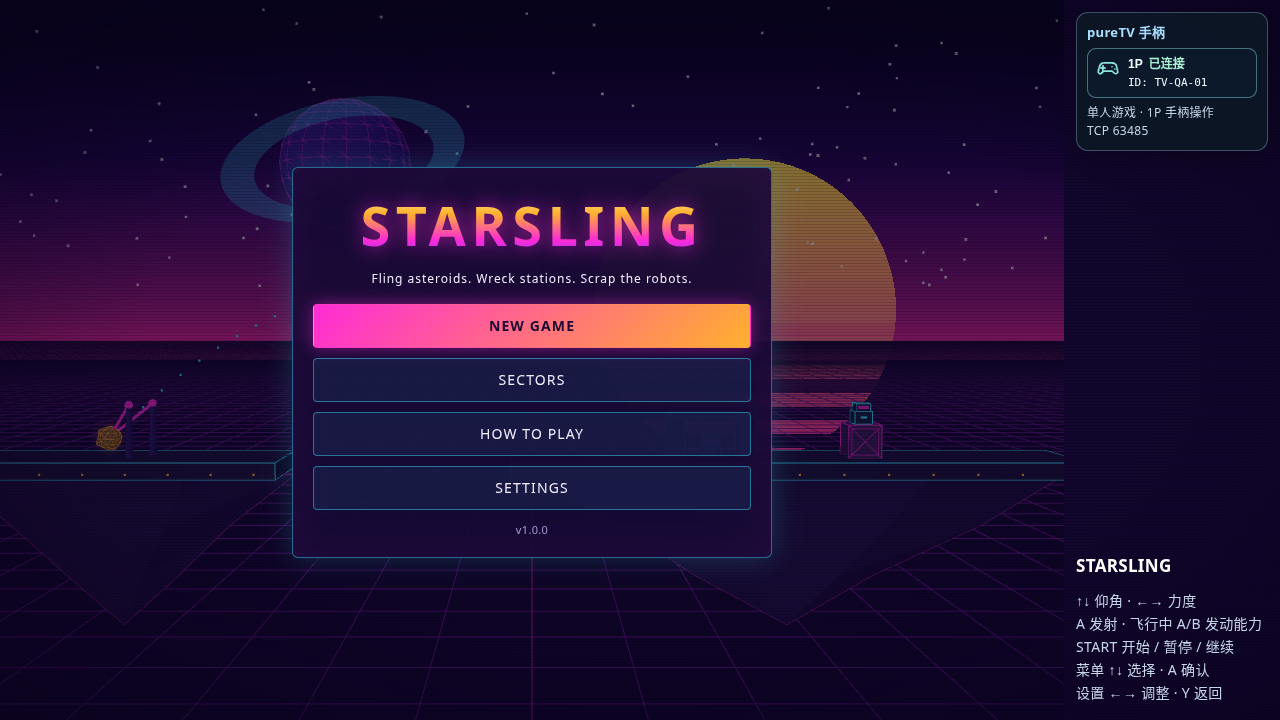 STARSLING
Fling asteroids. Wreck stations. Scrap the robots.
NEW GAME
SECTORS
HOW TO PLAY
SETTINGS
v1.0.0
pureTV 手柄
1P 已连接
ID: TV-QA-01
单人游戏 · 1P 手柄操作
TCP 63485
STARSLING
↑↓ 仰角 · ←→ 力度
A 发射 · 飞行中 A/B 发动能力
START 开始 / 暂停 / 继续
菜单 ↑↓ 选择 · A 确认
设置 ←→ 调整 · Y 返回